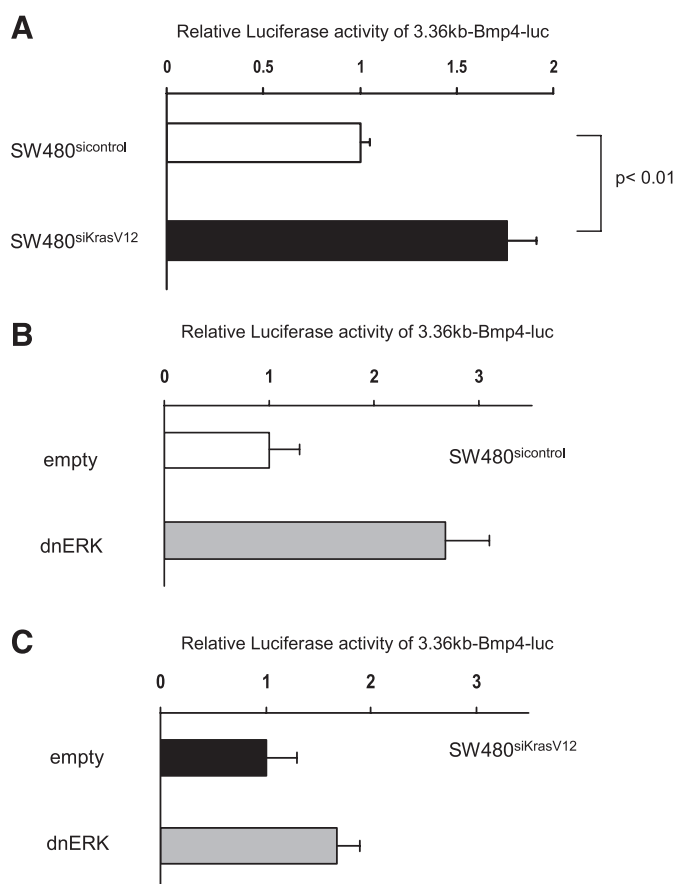 A
Relative Luciferase activity of 3.36kb-Bmp4-luc
0 0.5 1 1.5 2
SW480sicontrol
SW480siKrasV12
p< 0.01
B
Relative Luciferase activity of 3.36kb-Bmp4-luc
0 1 2 3
empty
SW480sicontrol
dnERK
C
Relative Luciferase activity of 3.36kb-Bmp4-luc
0 1 2 3
empty
SW480siKrasV12
dnERK